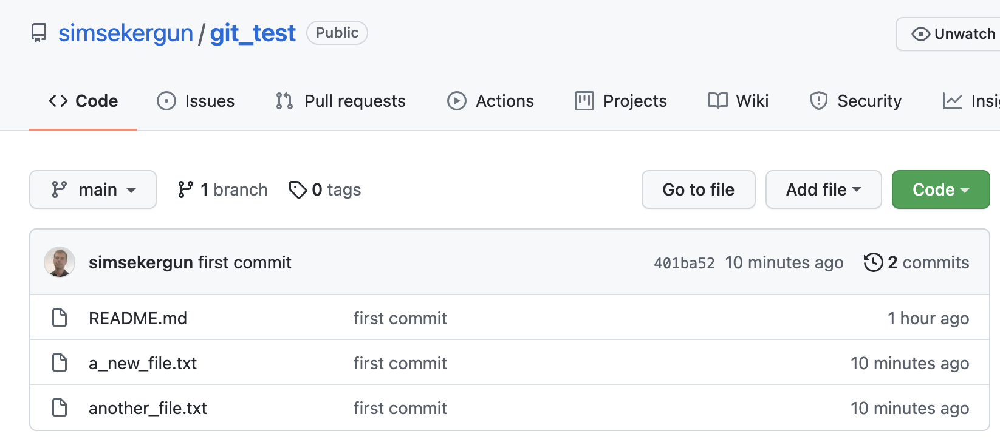 simsekergun / git_test Public Unwatch
Code Issues Pull requests Actions Projects Wiki Security Insi
main 1 branch 0 tags Go to file Add file Code
simsekergun first commit 401ba52 10 minutes ago 2 commits
README.md first commit 1 hour ago
a_new_file.txt first commit 10 minutes ago
another_file.txt first commit 10 minutes ago